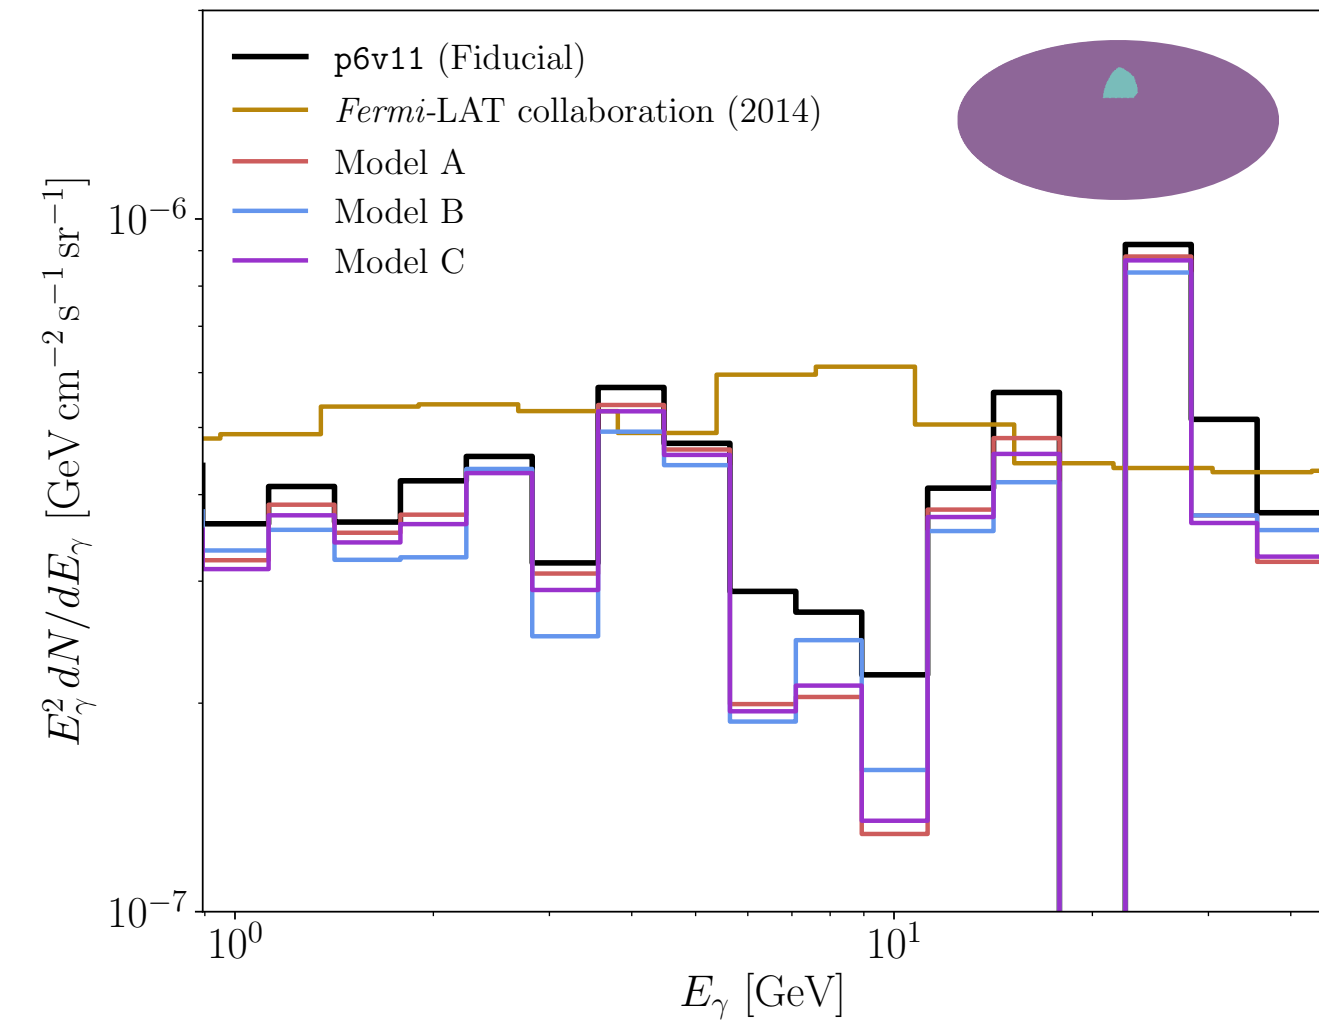 p6v11 (Fiducial)
Fermi-LAT collaboration (2014)
Model A
Model B
Model C
E_γ^2 dN/dE_γ [GeV cm^−2 s^−1 sr^−1]
10^−6
10^−7
10^0
10^1
E_γ [GeV]